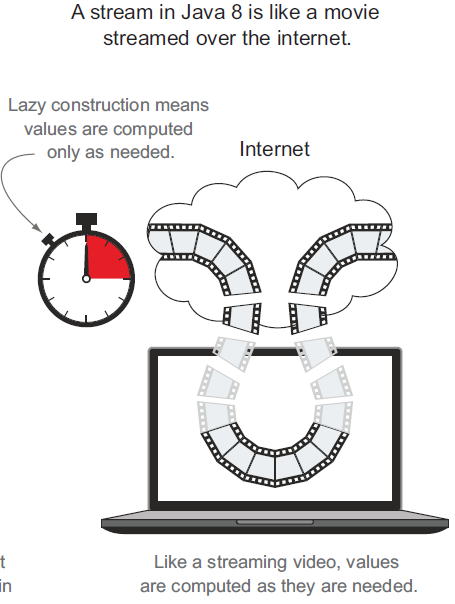 A stream in Java 8 is like a movie
streamed over the internet.
Lazy construction means
values are computed
only as needed.
Internet
t
in
Like a streaming video, values
are computed as they are needed.